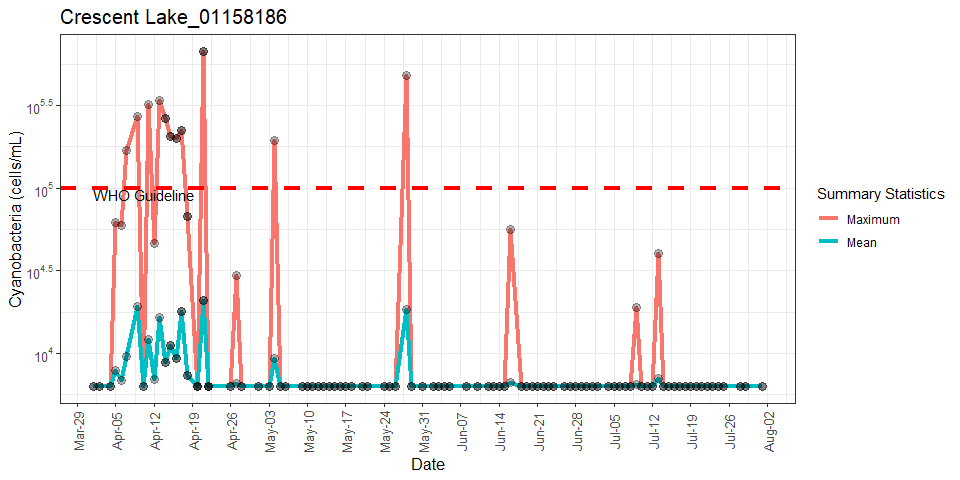 Crescent Lake_01158186
Cyanobacteria (cells/mL)
10^5.5
10^5
10^4.5
10^4
WHO Guideline
Mar-29
Apr-05
Apr-12
Apr-19
Apr-26
May-03
May-10
May-17
May-24
May-31
Jun-07
Jun-14
Jun-21
Jun-28
Jul-05
Jul-12
Jul-19
Jul-26
Aug-02
Date
Summary Statistics
Maximum
Mean